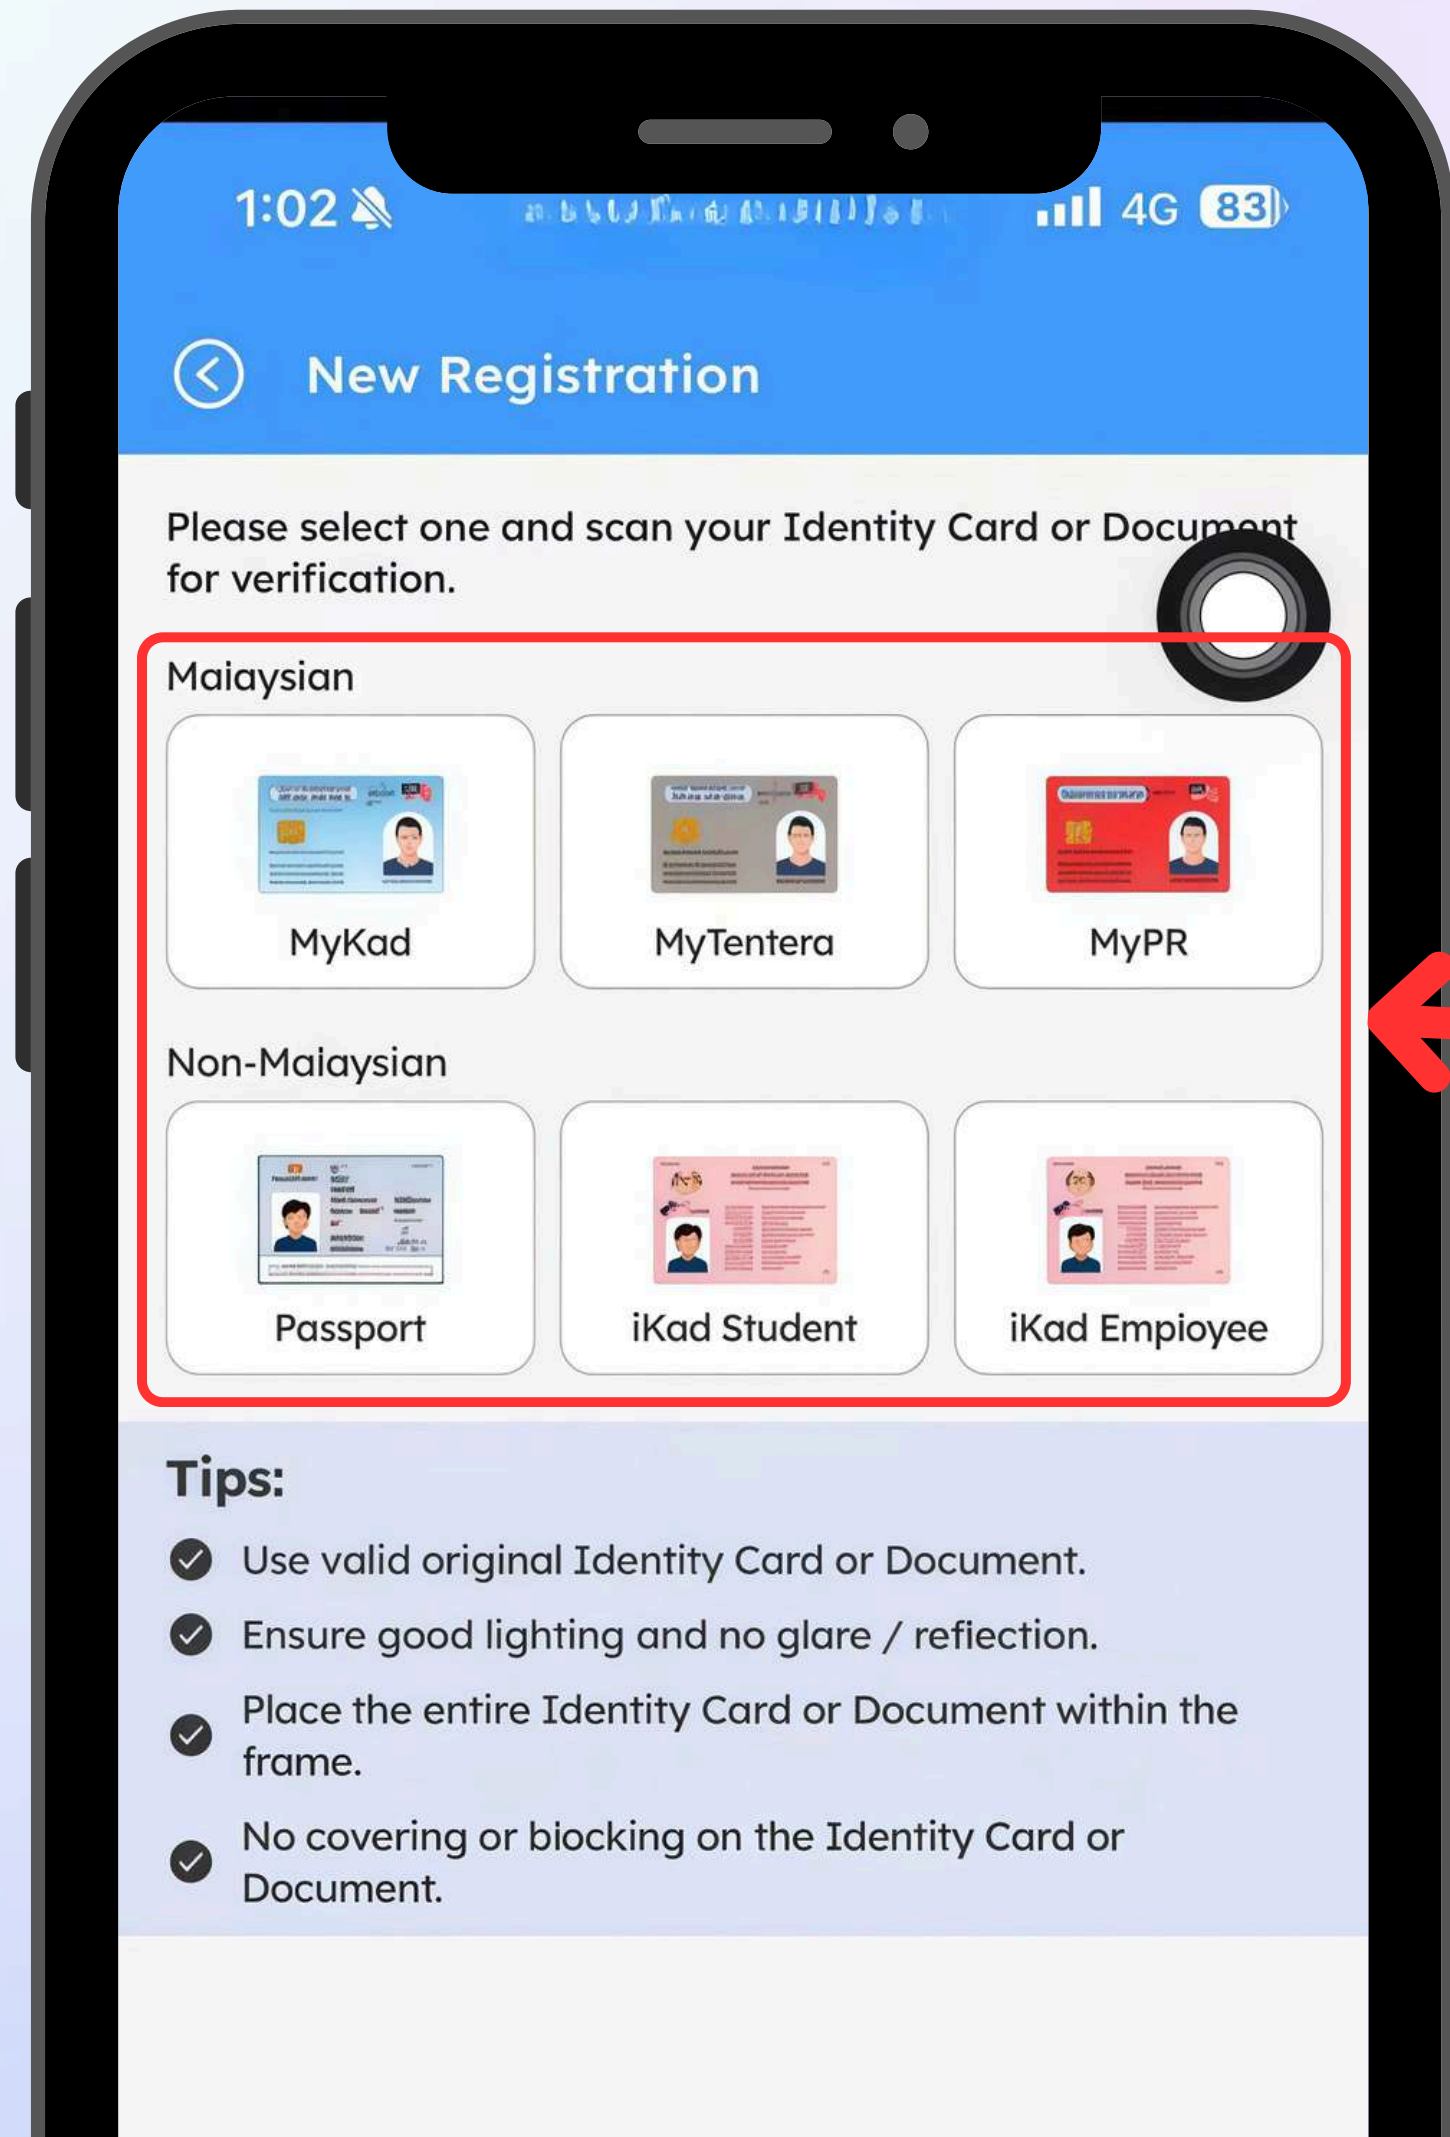 1:02
4G 83
New Registration
Please select one and scan your Identity Card or Document
for verification.
Maiaysian
MyKad
MyTentera
MyPR
Non-Maiaysian
Passport
iKad Student
iKad Empioyee
Tips:
Use valid original Identity Card or Document.
Ensure good lighting and no glare / refiection.
Place the entire Identity Card or Document within the
frame.
No covering or biocking on the Identity Card or
Document.